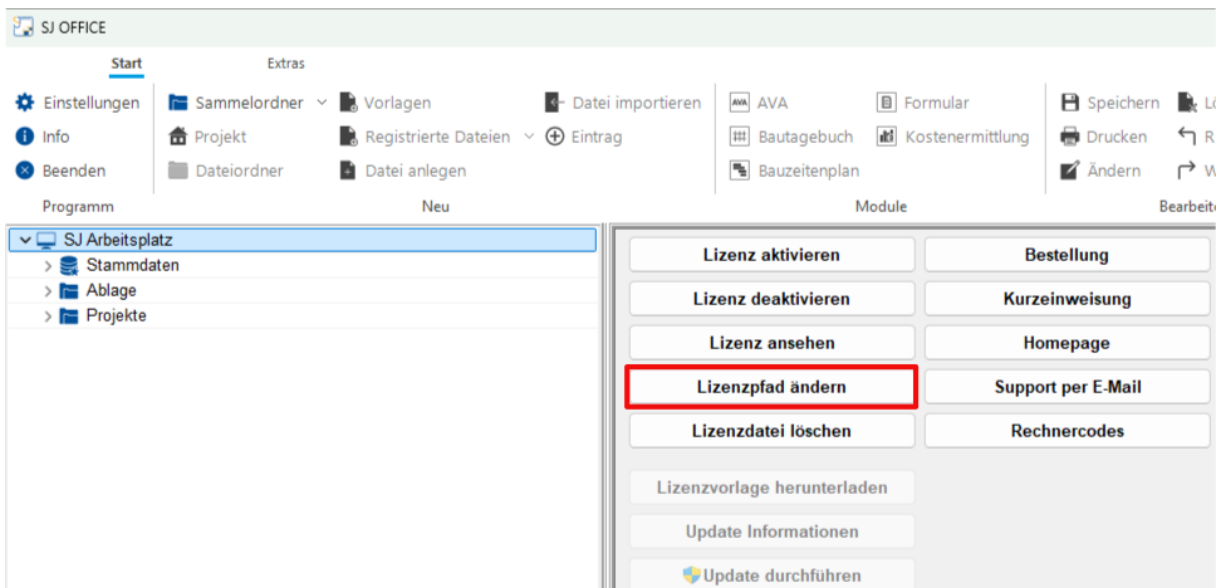 SJ OFFICE
Start Extras
Einstellungen Sammelordner Vorlagen Datei importieren AVA Formular Speichern
Info Projekt Registrierte Dateien Eintrag Bautagebuch Kostenermittlung Drucken
Beenden Dateiordner Datei anlegen Bauzeitenplan Ändern
Programm Neu Module Bearbeite
SJ Arbeitsplatz
Stammdaten
Ablage
Projekte
Lizenz aktivieren Bestellung
Lizenz deaktivieren Kurzeinweisung
Lizenz ansehen Homepage
Lizenzpfad ändern Support per E-Mail
Lizenzdatei löschen Rechnercodes
Lizenzvorlage herunterladen
Update Informationen
Update durchführen